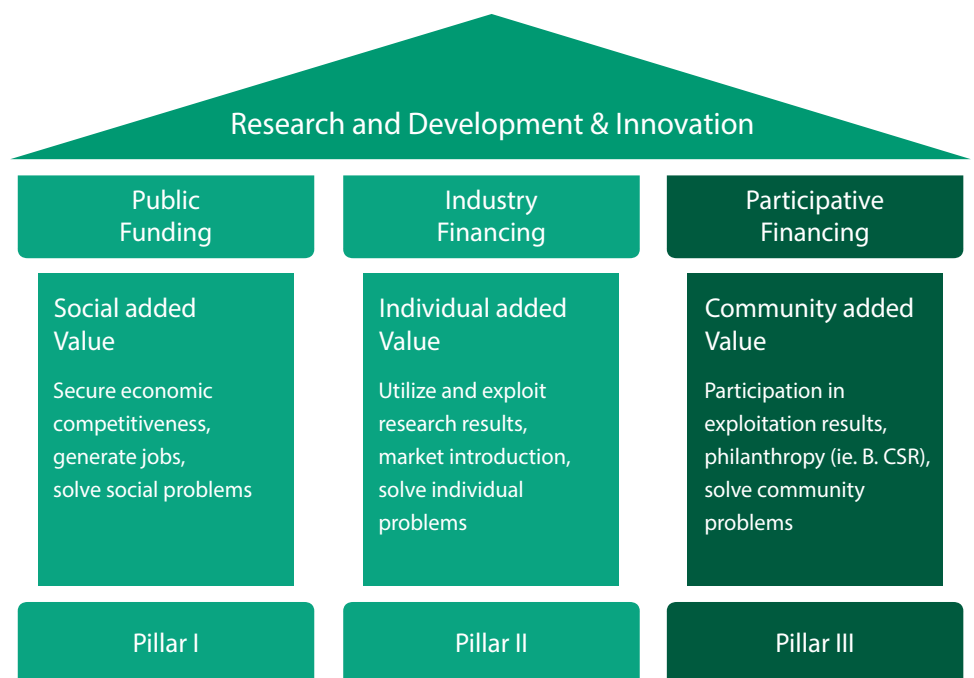 Research and Development & Innovation
Public
Funding
Industry
Financing
Participative
Financing
Social added
Value
Secure economic
competitiveness,
generate jobs,
solve social problems
Individual added
Value
Utilize and exploit
research results,
market introduction,
solve individual
problems
Community added
Value
Participation in
exploitation results,
philanthropy (ie. B. CSR),
solve community
problems
Pillar I
Pillar II
Pillar III